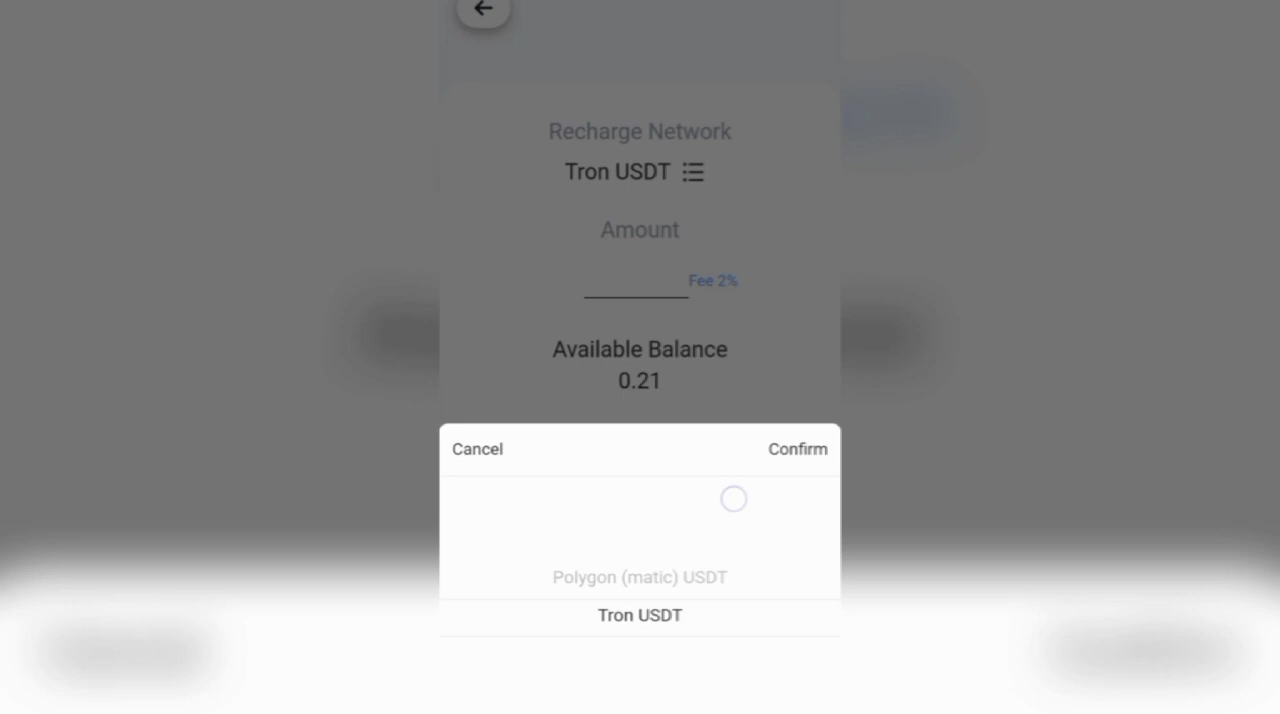 Recharge Network
Tron USDT
Amount
Fee 2%
Available Balance
0.21
Cancel
Confirm
Polygon (matic) USDT
Tron USDT